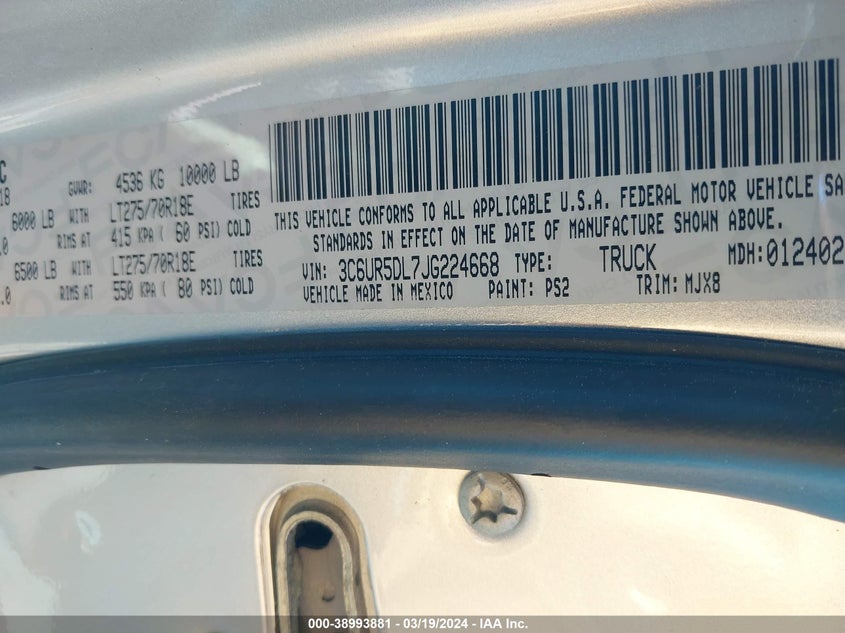 C
18
GVWR: 4536 KG 10000 LB
6000 LB WITH LT275/70R18E TIRES
.0 RIMS AT 415 KPA ( 60 PSI) COLD
6500 LB WITH LT275/70R18E TIRES
.0 RIMS AT 550 KPA ( 80 PSI) COLD
THIS VEHICLE CONFORMS TO ALL APPLICABLE U.S.A. FEDERAL MOTOR VEHICLE SA
STANDARDS IN EFFECT ON THE DATE OF MANUFACTURE SHOWN ABOVE.
VIN: 3C6UR5DL7JG224668 TYPE: TRUCK MDH:012402
VEHICLE MADE IN MEXICO PAINT: PS2 TRIM: MJX8
000-38993881 - 03/19/2024 - IAA Inc.